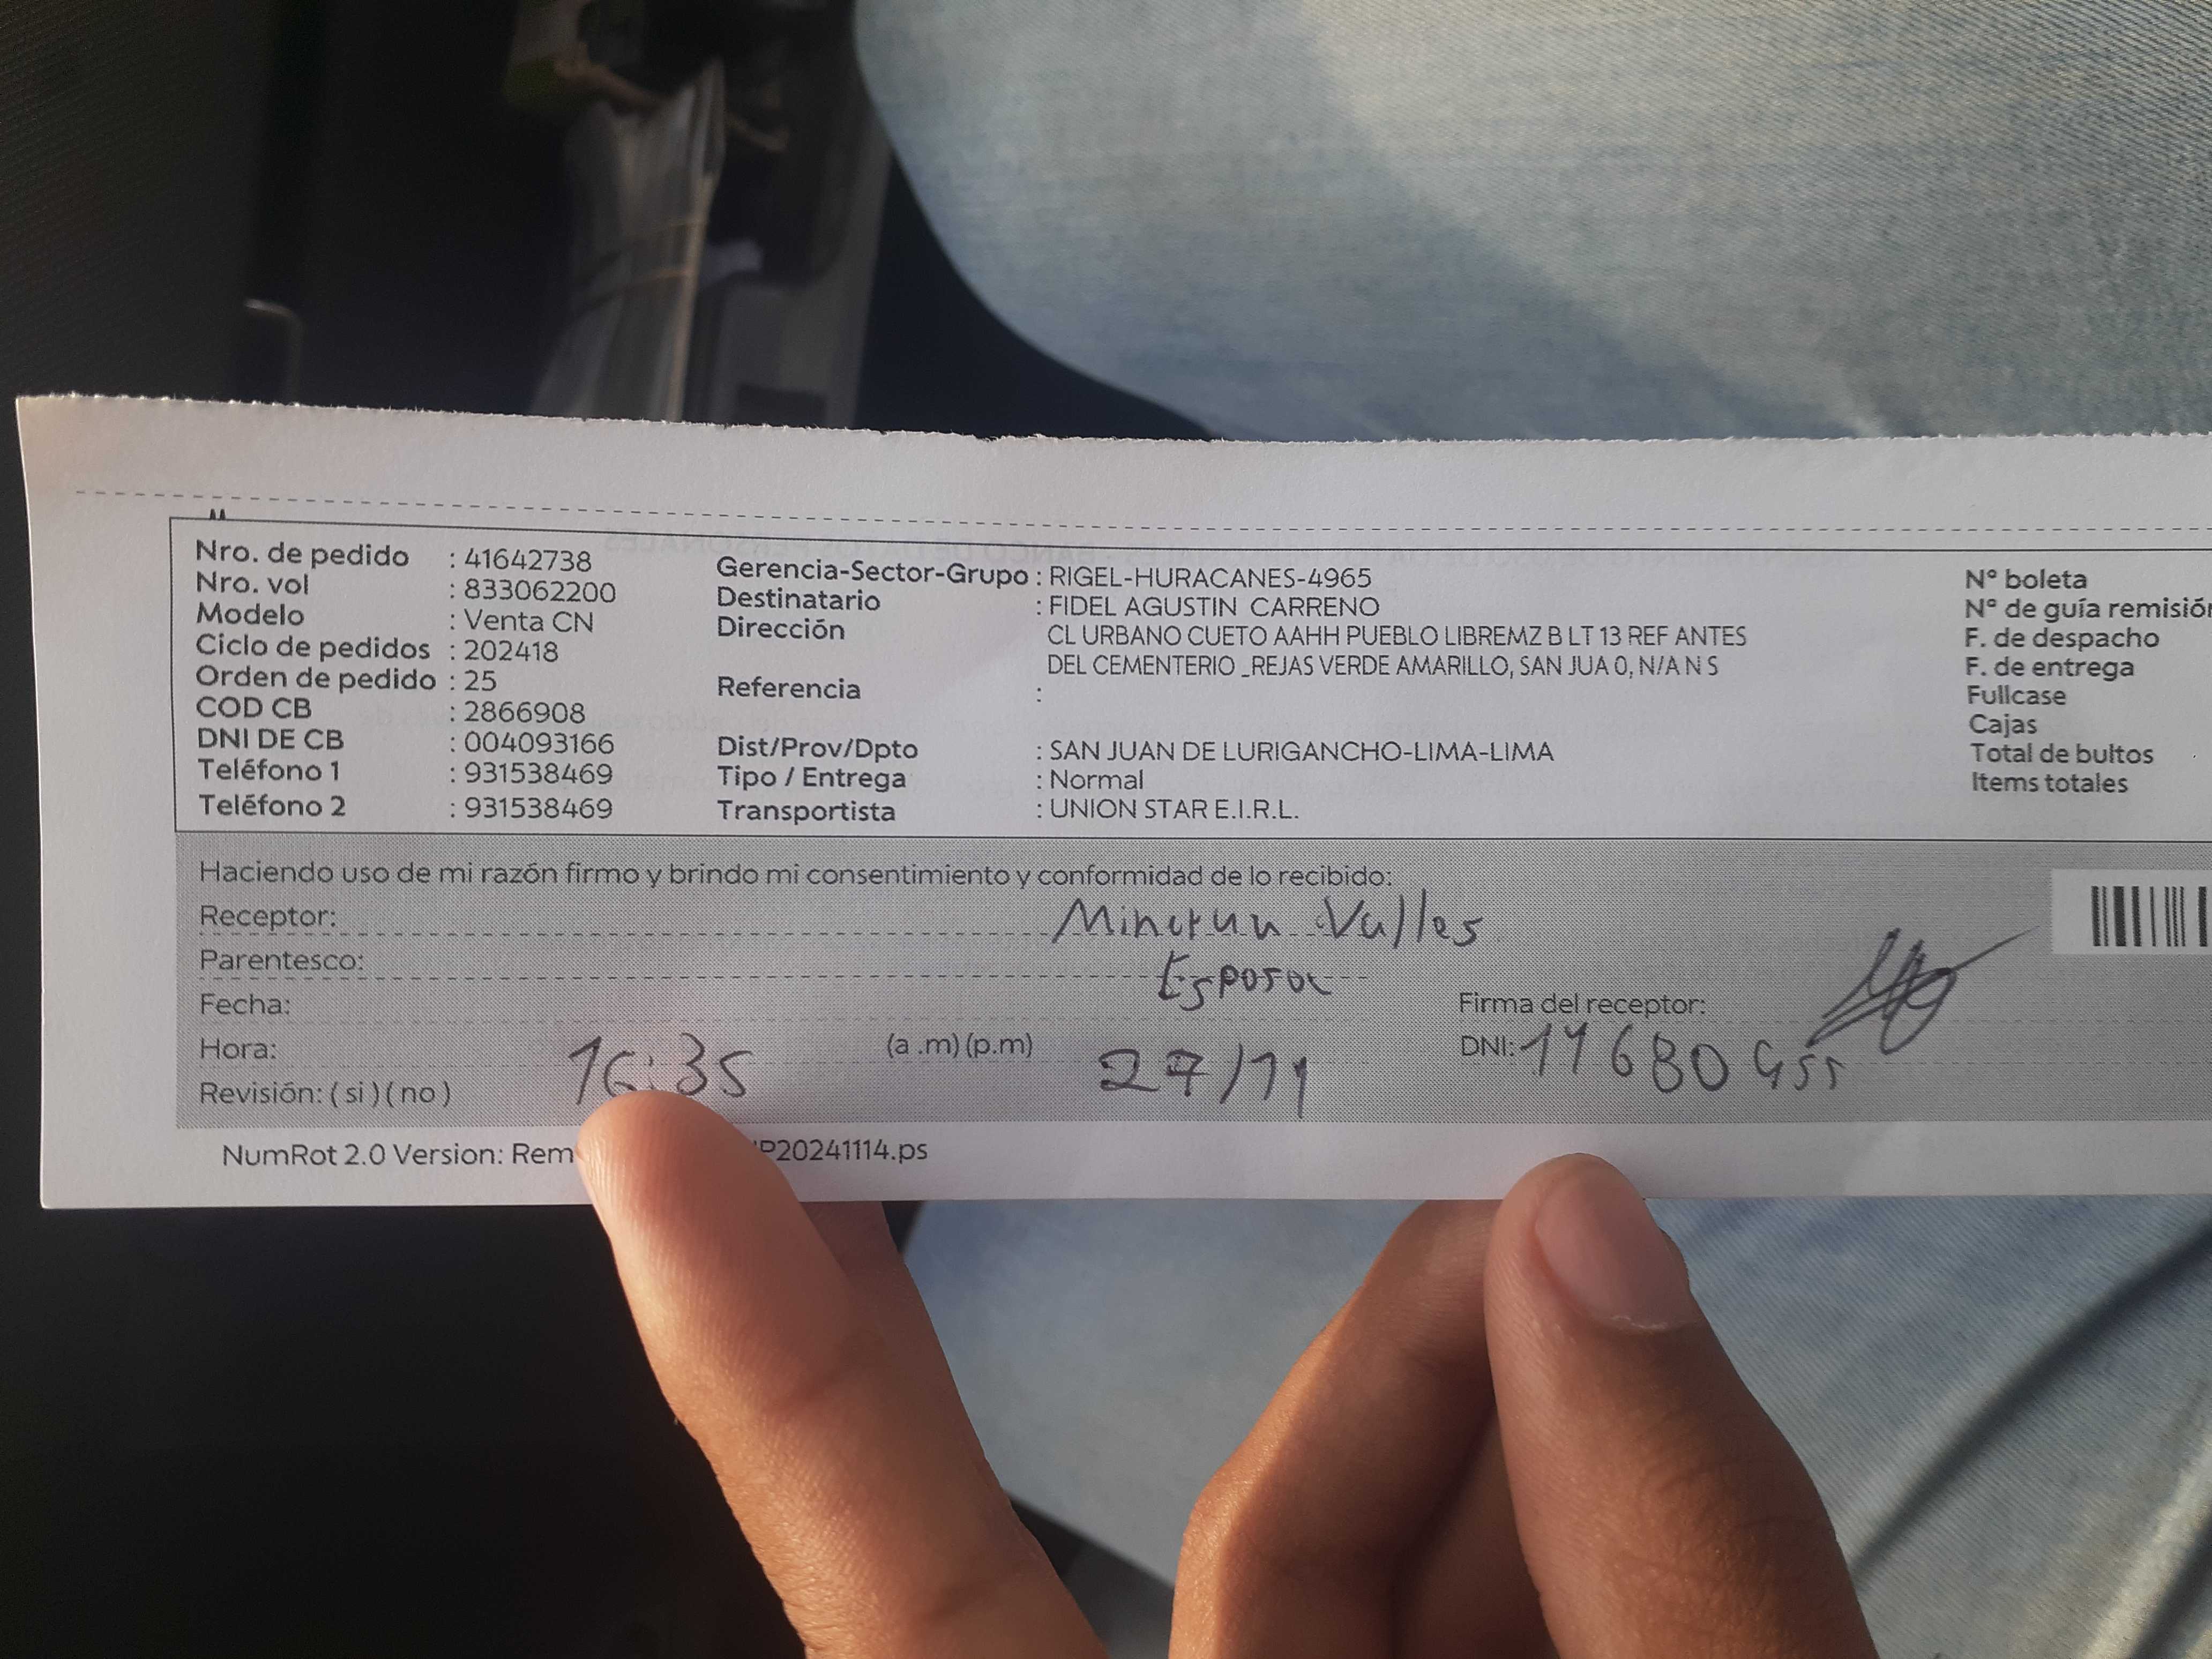 Nro. de pedido : 41642738
Nro. vol : 833062200
Modelo : Venta CN
Ciclo de pedidos : 202418
Orden de pedido : 25
COD CB : 2866908
DNI DE CB : 004093166
Teléfono 1 : 931538469
Teléfono 2 : 931538469
Gerencia-Sector-Grupo : RIGEL-HURACANES-4965
Destinatario : FIDEL AGUSTIN CARRENO
Dirección CL URBANO CUETO AAHH PUEBLO LIBREMZ B LT 13 REF ANTES
DEL CEMENTERIO _REJAS VERDE AMARILLO, SAN JUA 0, N/A N S
Referencia :
Dist/Prov/Dpto : SAN JUAN DE LURIGANCHO-LIMA-LIMA
Tipo / Entrega : Normal
Transportista : UNION STAR E.I.R.L.
N° boleta
N° de guía remisión
F. de despacho
F. de entrega
Fullcase
Cajas
Total de bultos
Items totales
Haciendo uso de mi razón firmo y brindo mi consentimiento y conformidad de lo recibido:
Receptor: Valles
Parentesco: Esposa
Fecha:
Firma del receptor:
Hora: 16:35 (a .m) (p.m) 27/11
DNI:
Revisión: ( si ) ( no )
NumRot 2.0 Version: Rem P20241114.ps